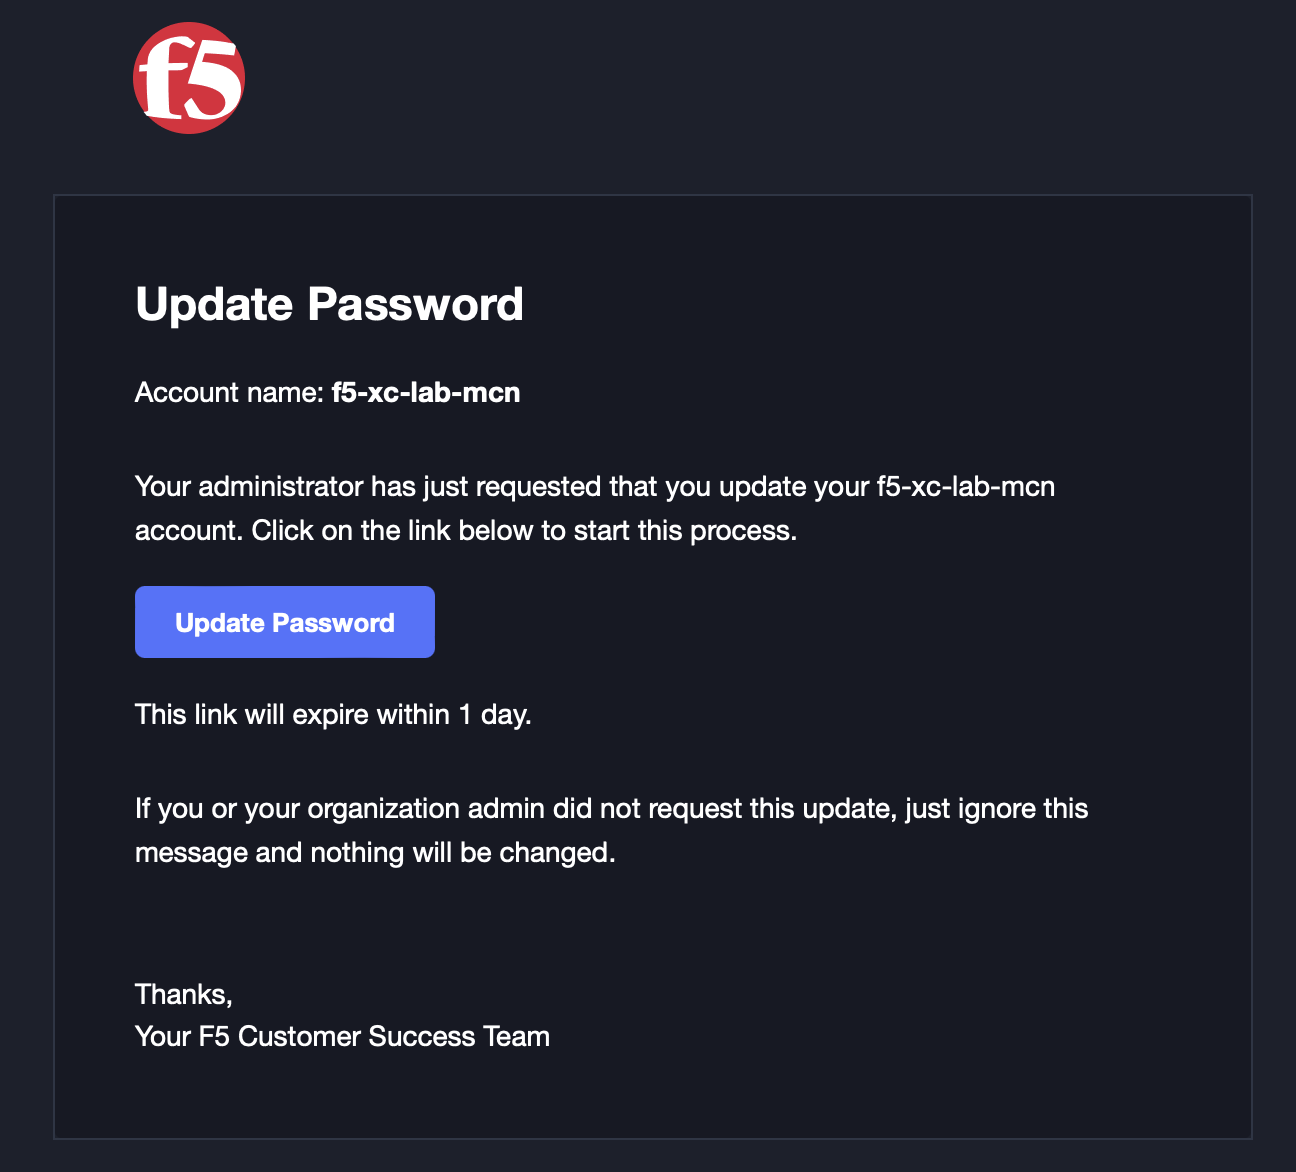 f5
Update Password
Account name: f5-xc-lab-mcn
Your administrator has just requested that you update your f5-xc-lab-mcn
account. Click on the link below to start this process.
Update Password
This link will expire within 1 day.
If you or your organization admin did not request this update, just ignore this
message and nothing will be changed.
Thanks,
Your F5 Customer Success Team